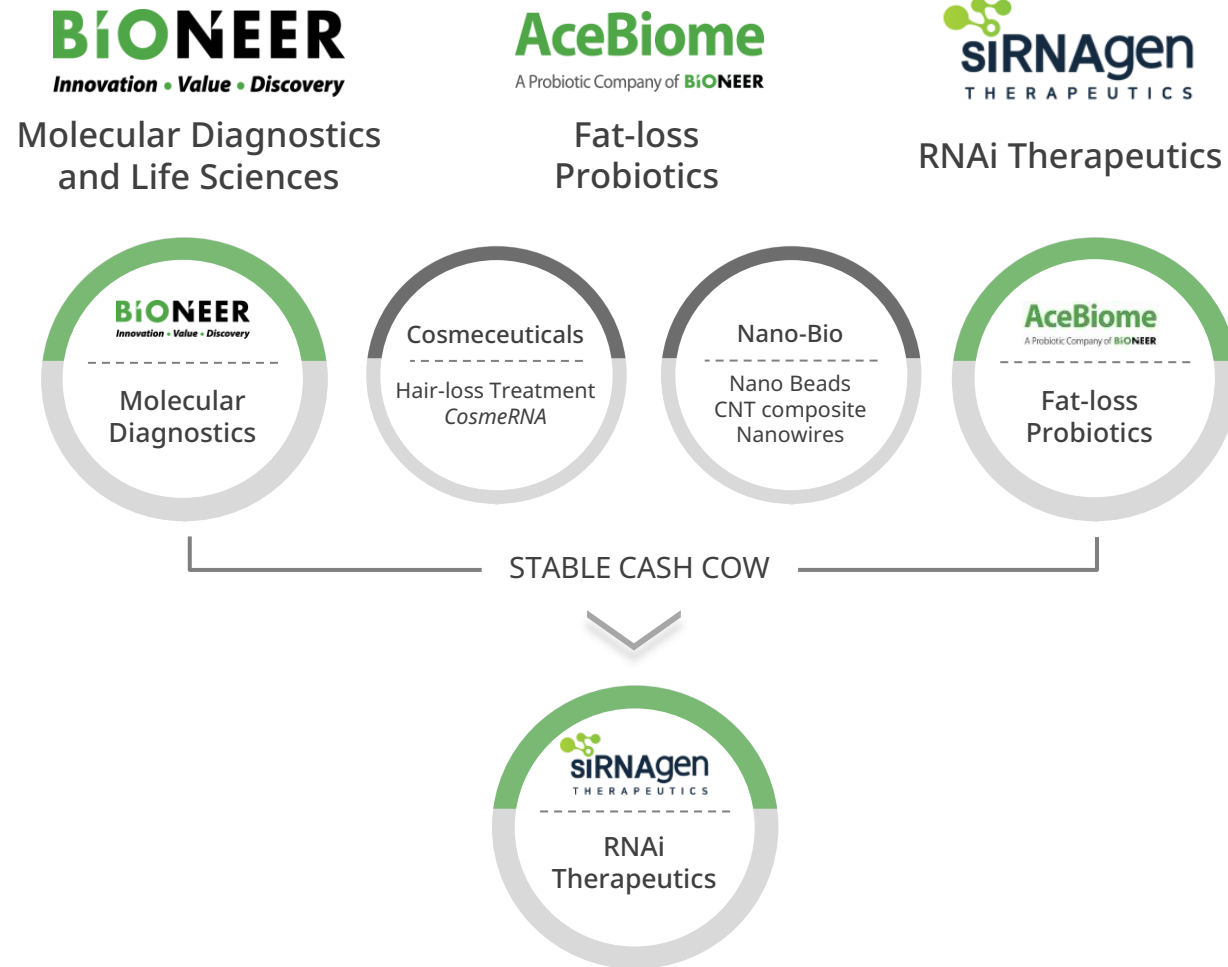 BIONEER
Innovation • Value • Discovery
Molecular Diagnostics
and Life Sciences
AceBiome
A Probiotic Company of BIONEER
Fat-loss
Probiotics
siRNAgen
THERAPEUTICS
RNAi Therapeutics
BIONEER
Innovation • Value • Discovery
Molecular
Diagnostics
Cosmeceuticals
Hair-loss Treatment
CosmeRNA
Nano-Bio
Nano Beads
CNT composite
Nanowires
AceBiome
A Probiotic Company of BIONEER
Fat-loss
Probiotics
STABLE CASH COW
siRNAgen
THERAPEUTICS
RNAi
Therapeutics